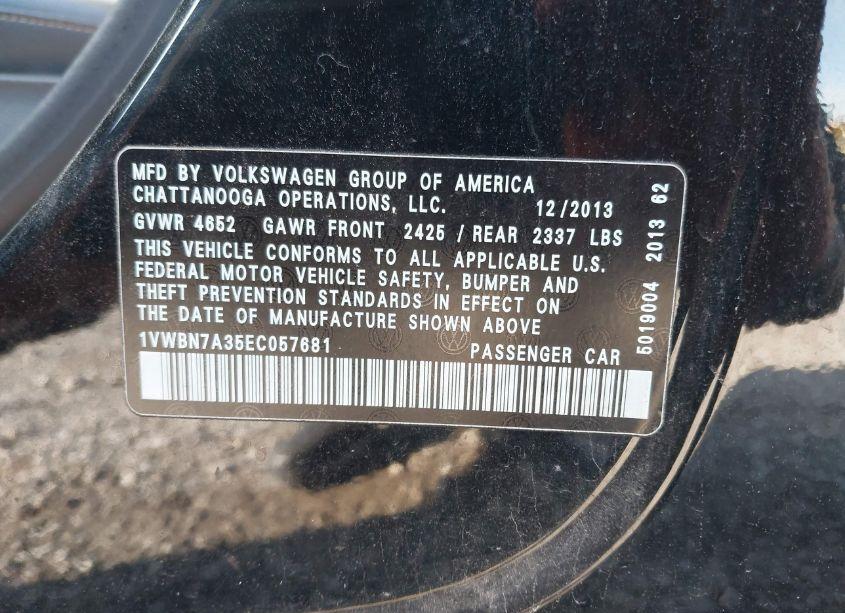 MFD BY VOLKSWAGEN GROUP OF AMERICA
CHATTANOOGA OPERATIONS, LLC. 12/2013
GVWR 4652 GAWR FRONT 2425 / REAR 2337 LBS
THIS VEHICLE CONFORMS TO ALL APPLICABLE U.S.
FEDERAL MOTOR VEHICLE SAFETY, BUMPER AND
THEFT PREVENTION STANDARDS IN EFFECT ON
THE DATE OF MANUFACTURE SHOWN ABOVE
1VWBN7A35EC057681 PASSENGER CAR
5019004 2013 62